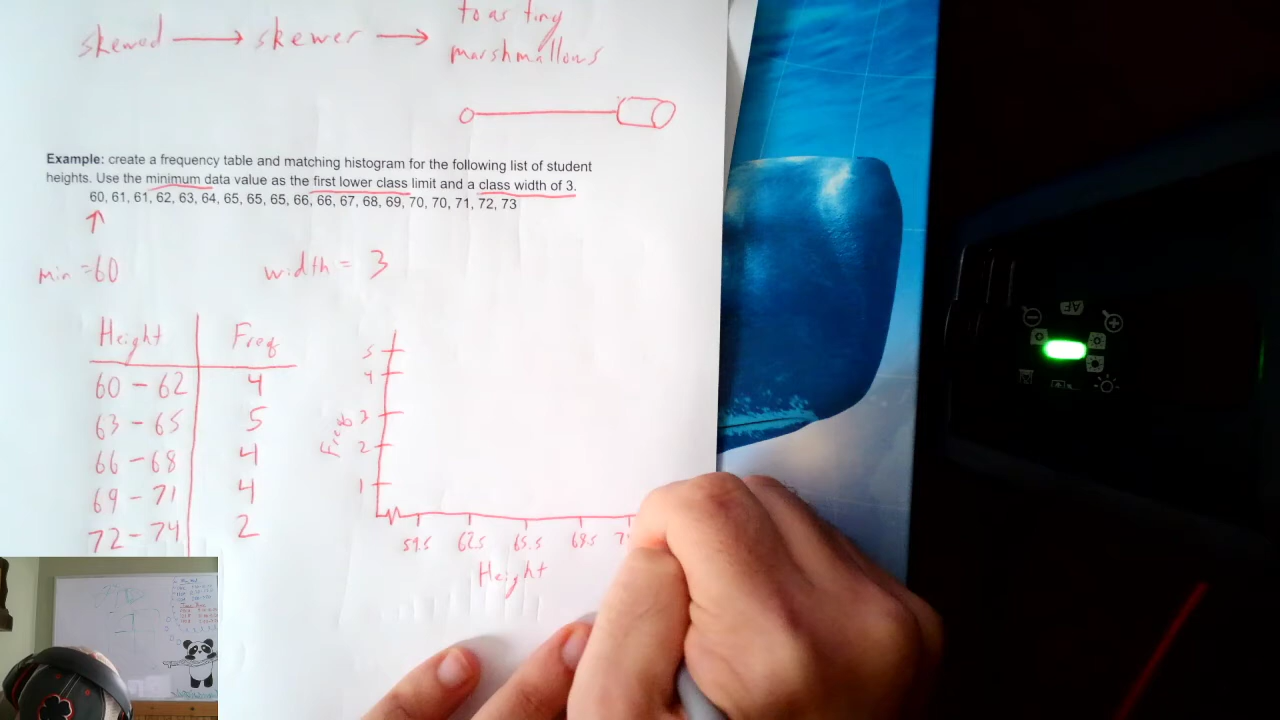 skewed → skewer → to as tiny
marshmallows
Example: create a frequency table and matching histogram for the following list of student
heights. Use the minimum data value as the first lower class limit and a class width of 3.
60, 61, 61, 62, 63, 64, 65, 65, 65, 66, 66, 67, 68, 69, 70, 70, 71, 72, 73
Min = 60 width = 3
Height Freq
60 - 62 4
63 - 65 5
66 - 68 4
69 - 71 4
72 - 74 2
5
4
3
2
1
Freq
59.5 62.5 65.5 68.5 7
Height
AF